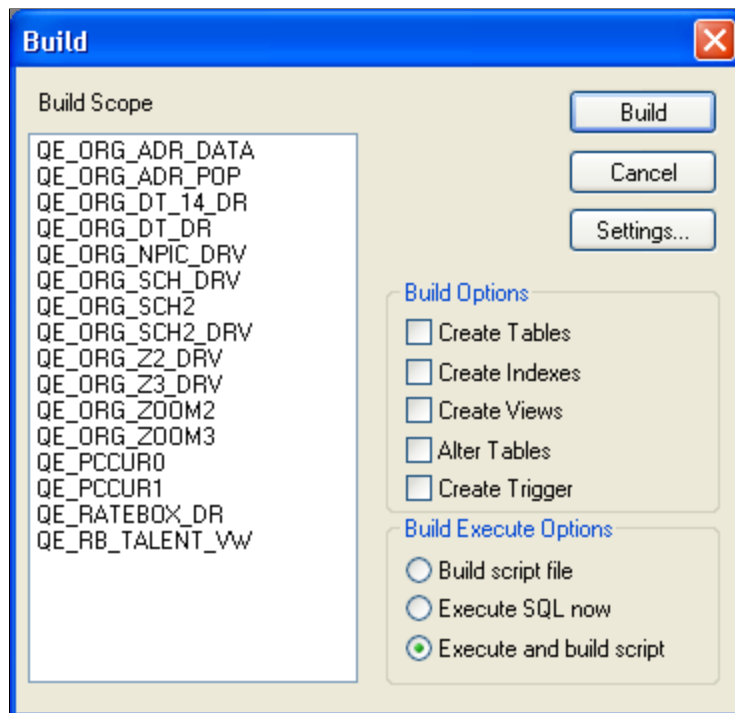 Build
Build Scope
QE_ORG_ADR_DATA
QE_ORG_ADR_POP
QE_ORG_DT_14_DR
QE_ORG_DT_DR
QE_ORG_NPIC_DRV
QE_ORG_SCH_DRV
QE_ORG_SCH2
QE_ORG_SCH2_DRV
QE_ORG_Z2_DRV
QE_ORG_Z3_DRV
QE_ORG_ZOOM2
QE_ORG_ZOOM3
QE_PCCUR0
QE_PCCUR1
QE_RATEBOX_DR
QE_RB_TALENT_VW
Build
Cancel
Settings...
Build Options
Create Tables
Create Indexes
Create Views
Alter Tables
Create Trigger
Build Execute Options
Build script file
Execute SQL now
Execute and build script